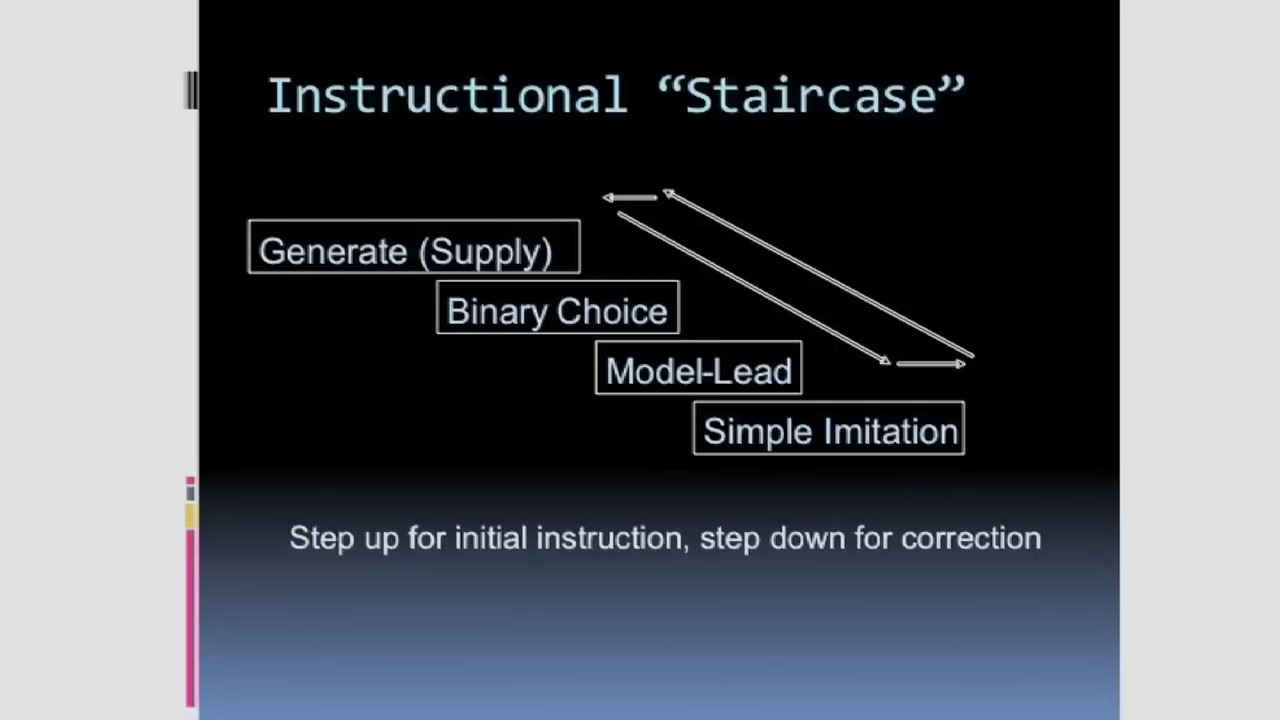 Instructional “Staircase”
Generate (Supply)
Binary Choice
Model-Lead
Simple Imitation
Step up for initial instruction, step down for correction